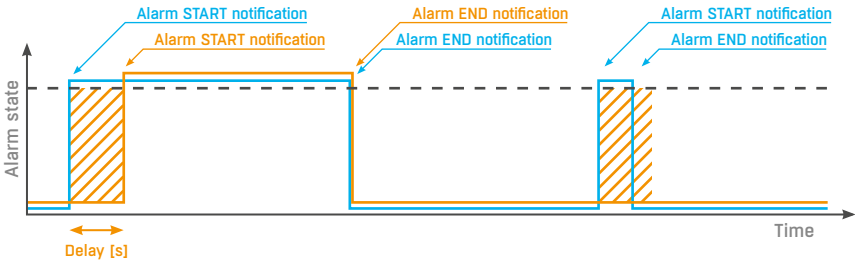 Alarm START notification
Alarm START notification
Alarm END notification
Alarm END notification
Alarm START notification
Alarm END notification
Alarm state
Time
Delay [s]